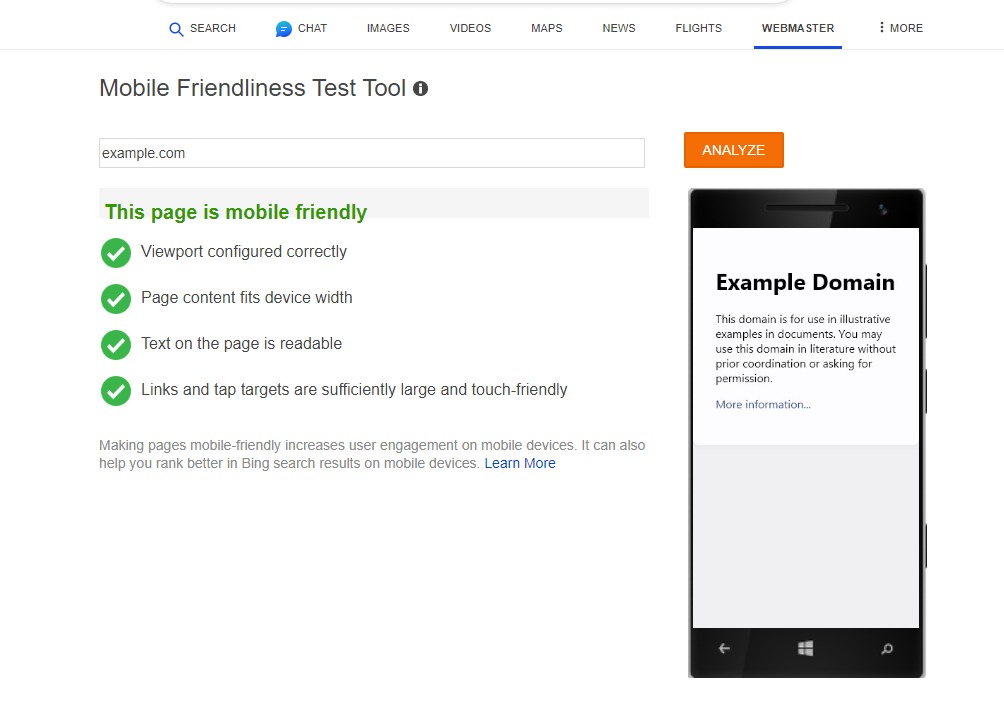 SEARCH CHAT IMAGES VIDEOS MAPS NEWS FLIGHTS WEBMASTER MORE
Mobile Friendliness Test Tool
example.com
ANALYZE
This page is mobile friendly
Viewport configured correctly
Page content fits device width
Text on the page is readable
Links and tap targets are sufficiently large and touch-friendly
Making pages mobile-friendly increases user engagement on mobile devices. It can also
help you rank better in Bing search results on mobile devices. Learn More
Example Domain
This domain is for use in illustrative
examples in documents. You may
use this domain in literature without
prior coordination or asking for
permission.
More information...